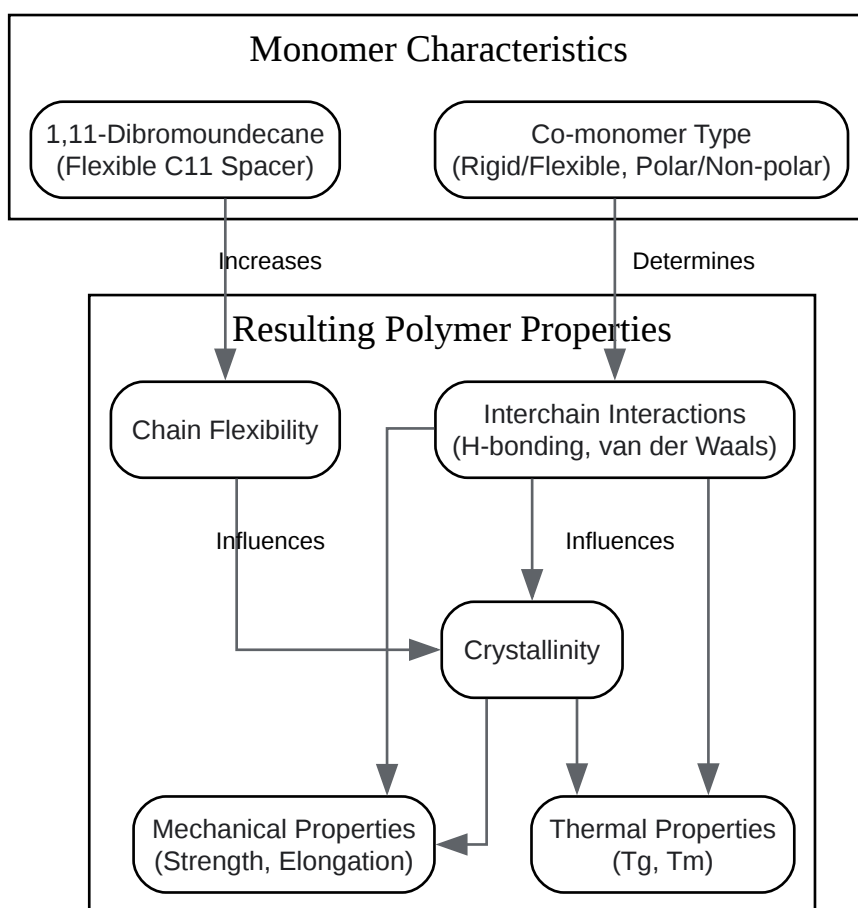 Monomer Characteristics
1,11-Dibromoundecane
(Flexible C11 Spacer)
Co-monomer Type
(Rigid/Flexible, Polar/Non-polar)
Increases
Determines
Resulting Polymer Properties
Chain Flexibility
Interchain Interactions
(H-bonding, van der Waals)
Influences
Influences
Crystallinity
Mechanical Properties
(Strength, Elongation)
Thermal Properties
(Tg, Tm)